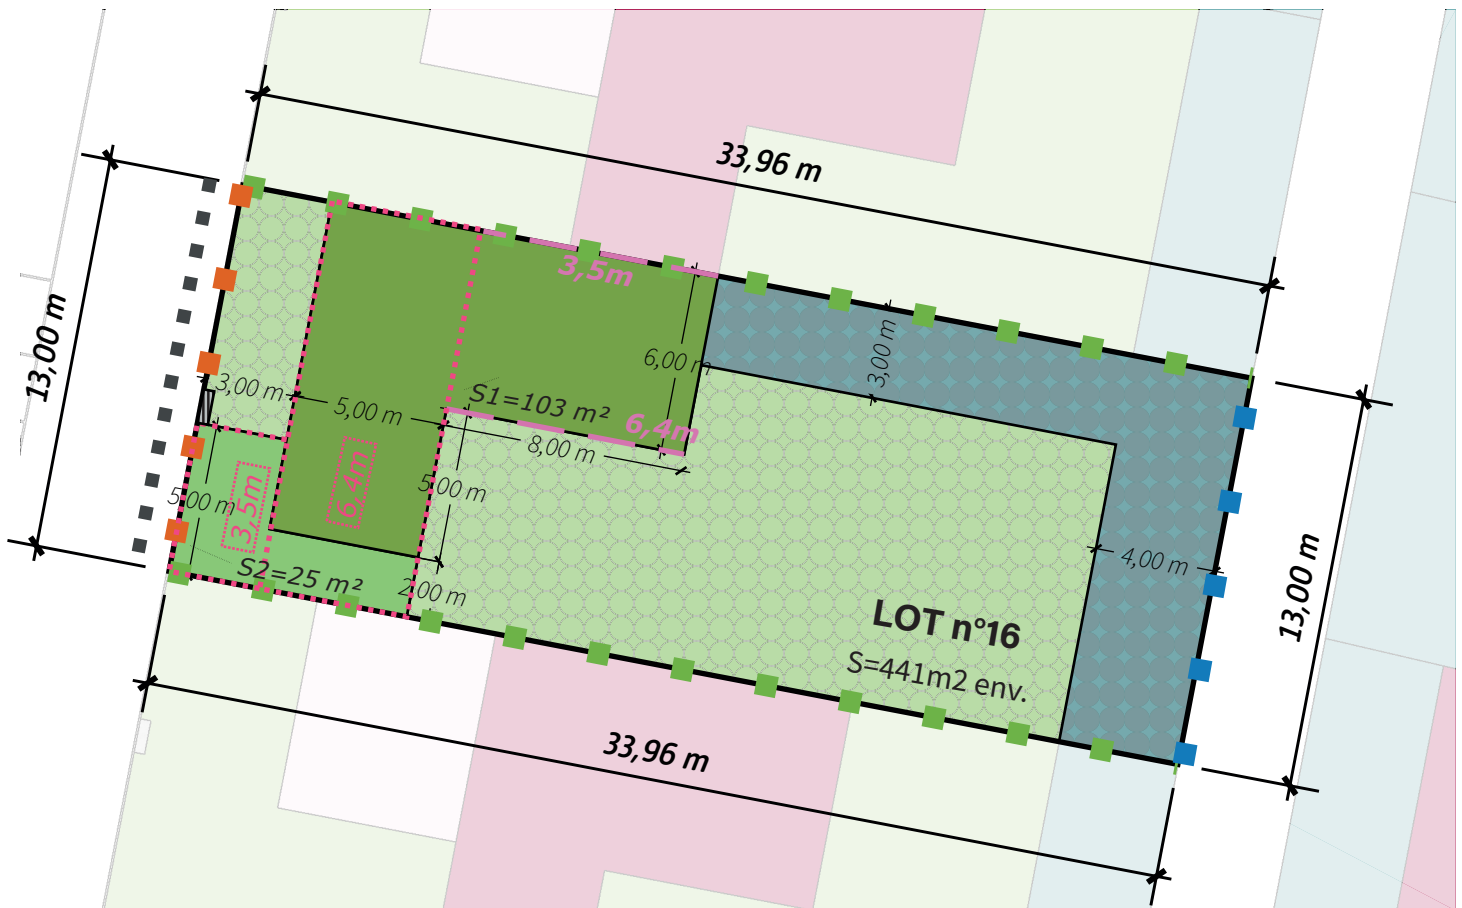 33,96 m
13,00 m
3,5m
6,00 m
3,00 m
3,00 m
5,00 m
S1=103 m²
6,4m
8,00 m
5,00 m
3,5m
6,4m
5,00 m
S2=25 m²
2,00 m
4,00 m
13,00 m
LOT n°16
S=441m2 env.
33,96 m